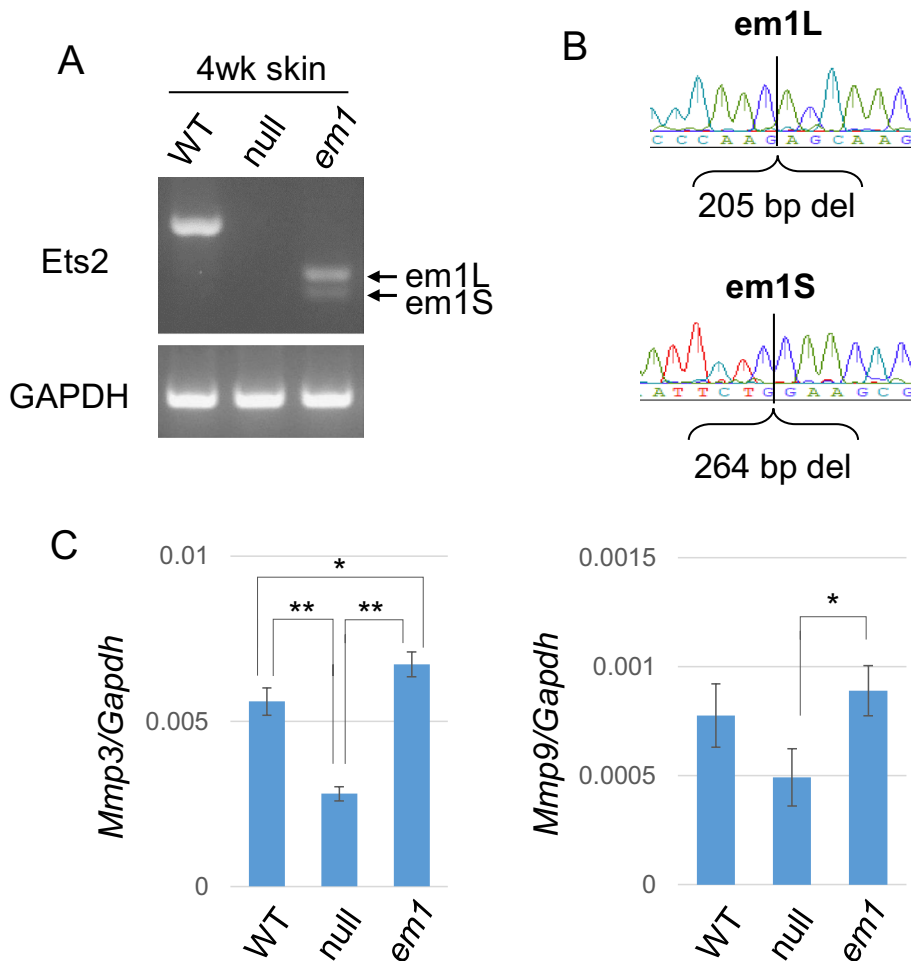 A
4wk skin
WT
null
em1
Ets2
em1L
em1S
GAPDH
B
em1L
C C C A A G A G C A A G
205 bp del
em1S
A T T C T G G A A G C G
264 bp del
C
0.01
0.005
0
Mmp3/Gapdh
*
**
**
WT
null
em1
0.0015
0.001
0.0005
0
Mmp9/Gapdh
*
WT
null
em1